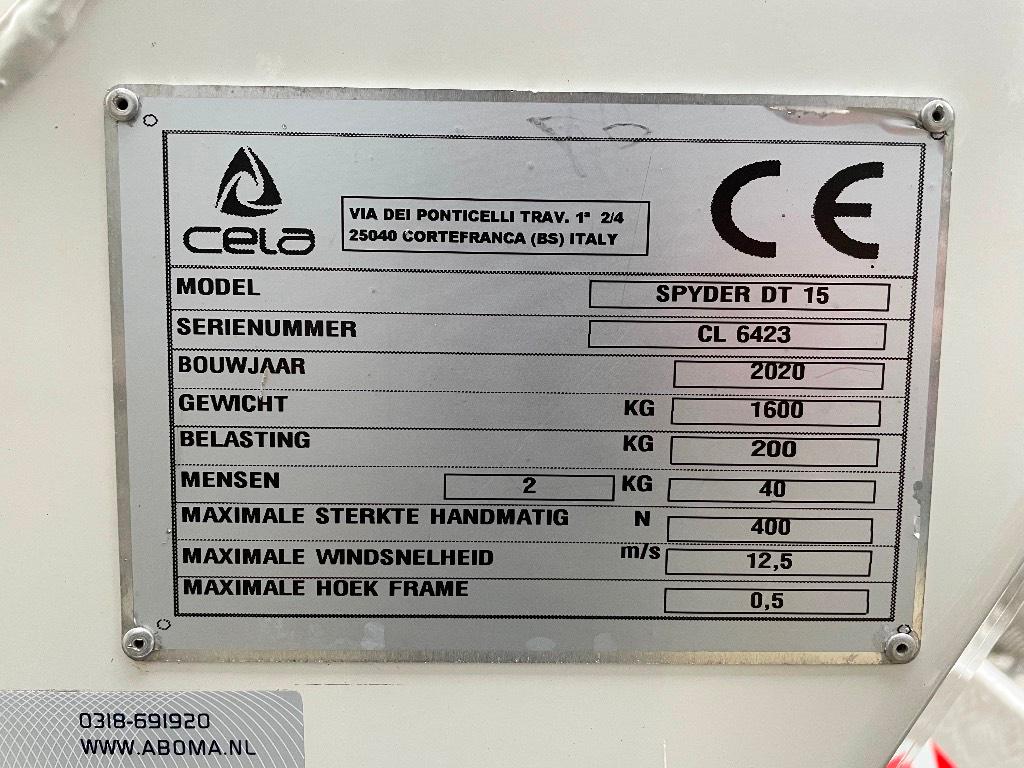 cela
VIA DEI PONTICELLI TRAV. 1ª 2/4
25040 CORTEFRANCA (BS) ITALY
CE
MODEL SPYDER DT 15
SERIENUMMER CL 6423
BOUWJAAR 2020
GEWICHT KG 1600
BELASTING KG 200
MENSEN 2 KG 40
MAXIMALE STERKTE HANDMATIG N 400
MAXIMALE WINDSNELHEID m/s 12,5
MAXIMALE HOEK FRAME 0,5
0318-691920
WWW.ABOMA.NL